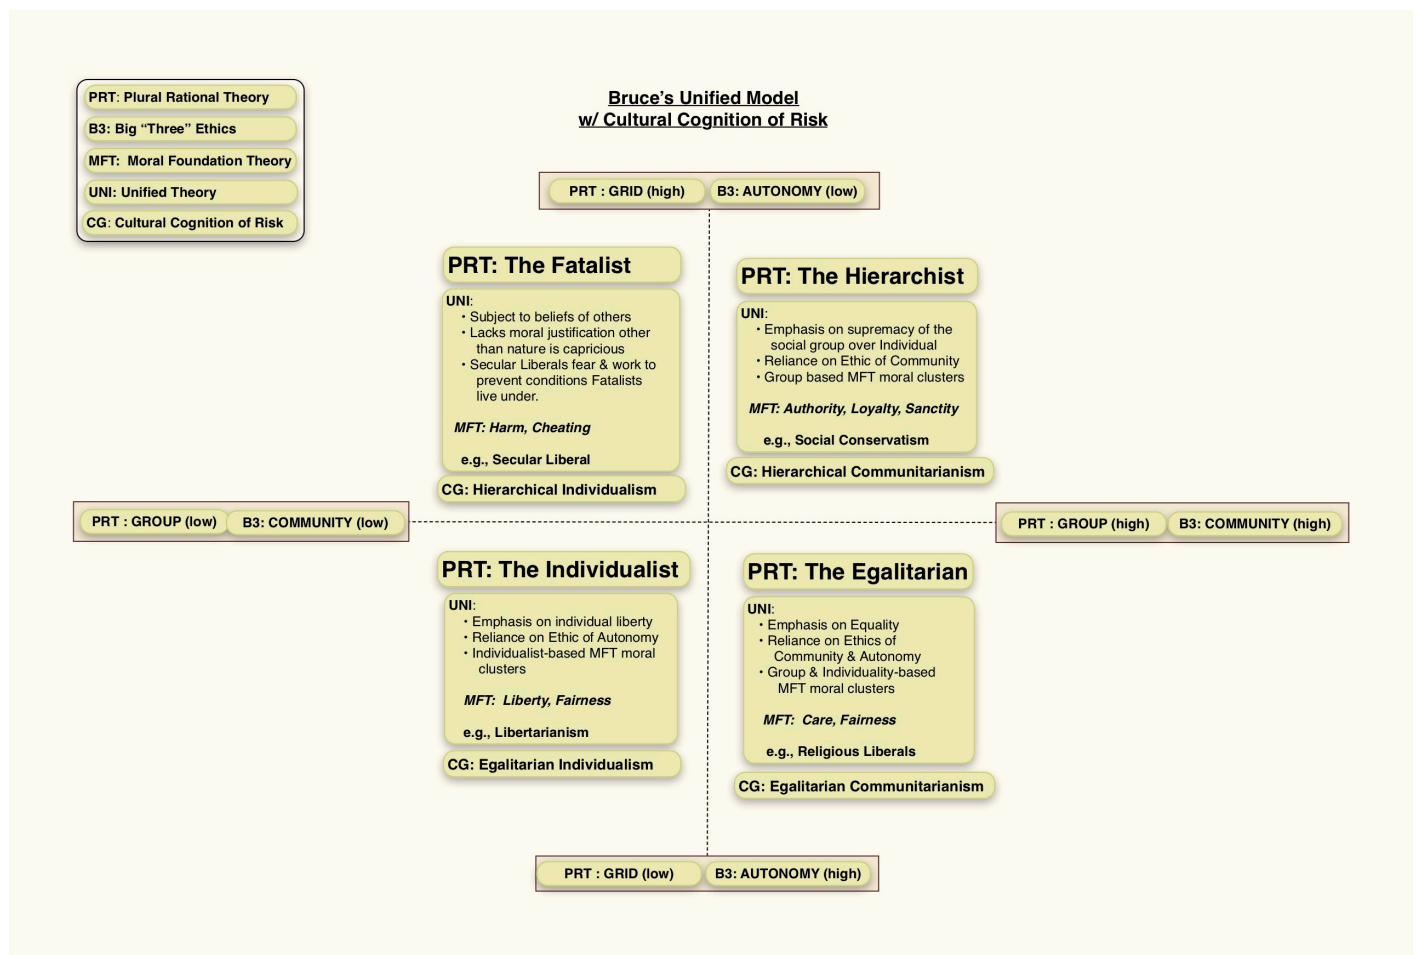 PRT: Plural Rational Theory
B3: Big “Three” Ethics
MFT:  Moral Foundation Theory
UNI: Unified Theory
CG: Cultural Cognition of Risk
Bruce’s Unified Model
w/ Cultural Cognition of Risk
PRT : GRID (high)
B3: AUTONOMY (low)
PRT: The Fatalist
UNI:
• Subject to beliefs of others
• Lacks moral justification other
than nature is capricious
• Secular Liberals fear & work to
prevent conditions Fatalists
live under.
MFT: Harm, Cheating
e.g., Secular Liberal
CG: Hierarchical Individualism
PRT: The Hierarchist
UNI:
• Emphasis on supremacy of the
social group over Individual
• Reliance on Ethic of Community
• Group based MFT moral clusters
MFT: Authority, Loyalty, Sanctity
e.g., Social Conservatism
CG: Hierarchical Communitarianism
PRT : GROUP (low)
B3: COMMUNITY (low)
PRT : GROUP (high)
B3: COMMUNITY (high)
PRT: The Individualist
UNI:
• Emphasis on individual liberty
• Reliance on Ethic of Autonomy
• Individualist-based MFT moral
clusters
MFT:  Liberty, Fairness
e.g., Libertarianism
CG: Egalitarian Individualism
PRT: The Egalitarian
UNI:
• Emphasis on Equality
• Reliance on Ethics of
Community & Autonomy
• Group & Individuality-based
MFT moral clusters
MFT:  Care, Fairness
e.g., Religious Liberals
CG: Egalitarian Communitarianism
PRT : GRID (low)
B3: AUTONOMY (high)